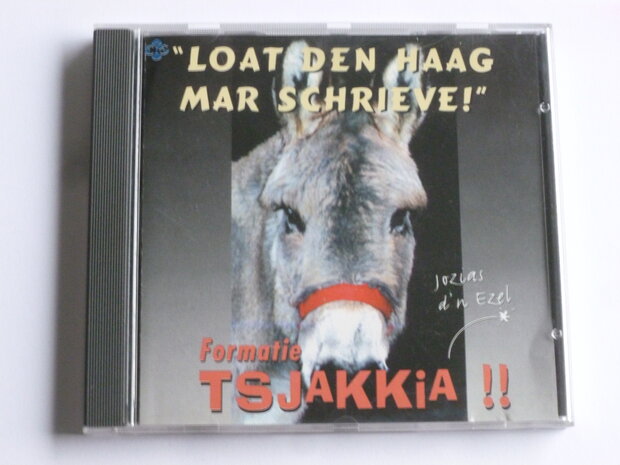 "LOAT DEN HAAG
MAR SCHRIEVE!"
Jozias
d'n Ezel
*
Formatie
TSJAKKiA !!